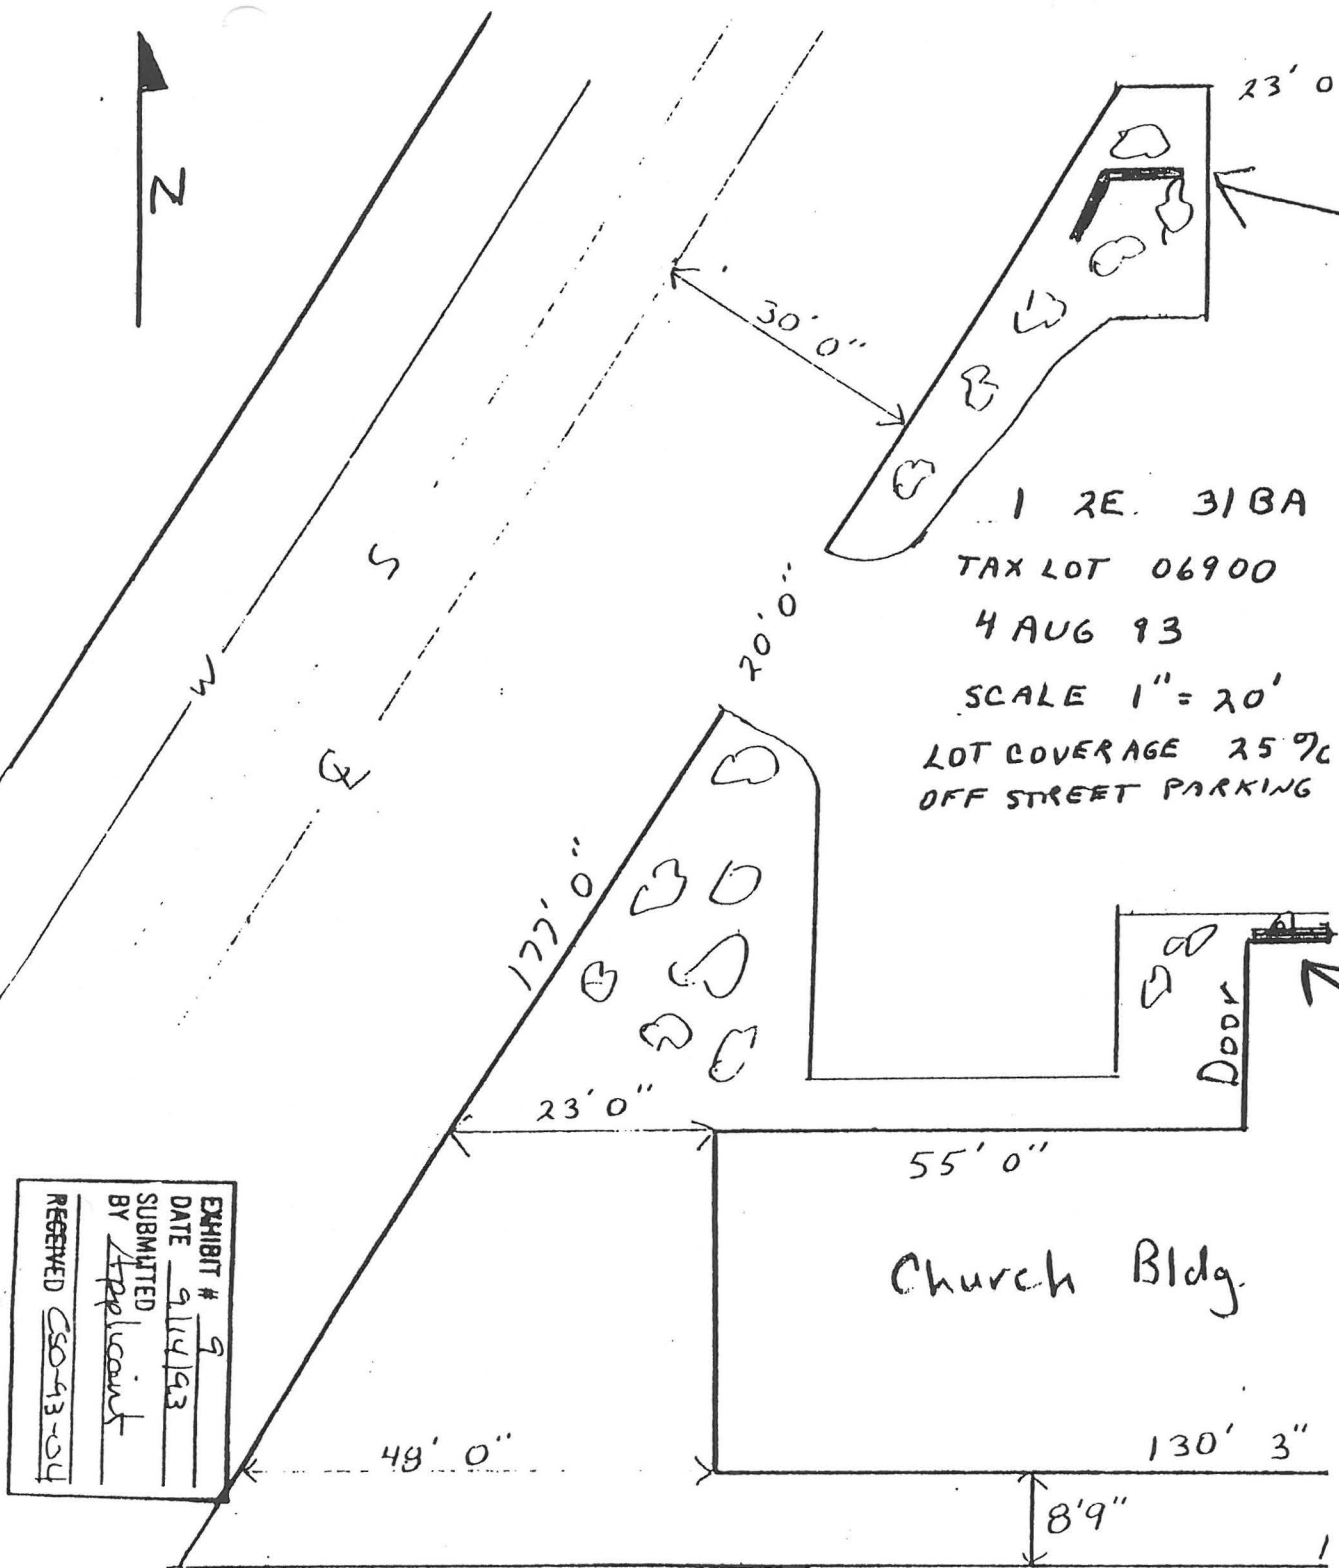 N
23' 0
30' 0"
1 2E. 31BA
TAX LOT 06900
4 AUG 93
SCALE 1" = 20'
LOT COVERAGE 25 %
OFF STREET PARKING
20' 0"
S
W
177' 0"
Door
23' 0"
55' 0"
Church Bldg.
48' 0"
130' 3"
8'9"
EXHIBIT # 9
DATE 9/14/93
SUBMITTED
BY Applicant
RECEIVED CSO-93-04